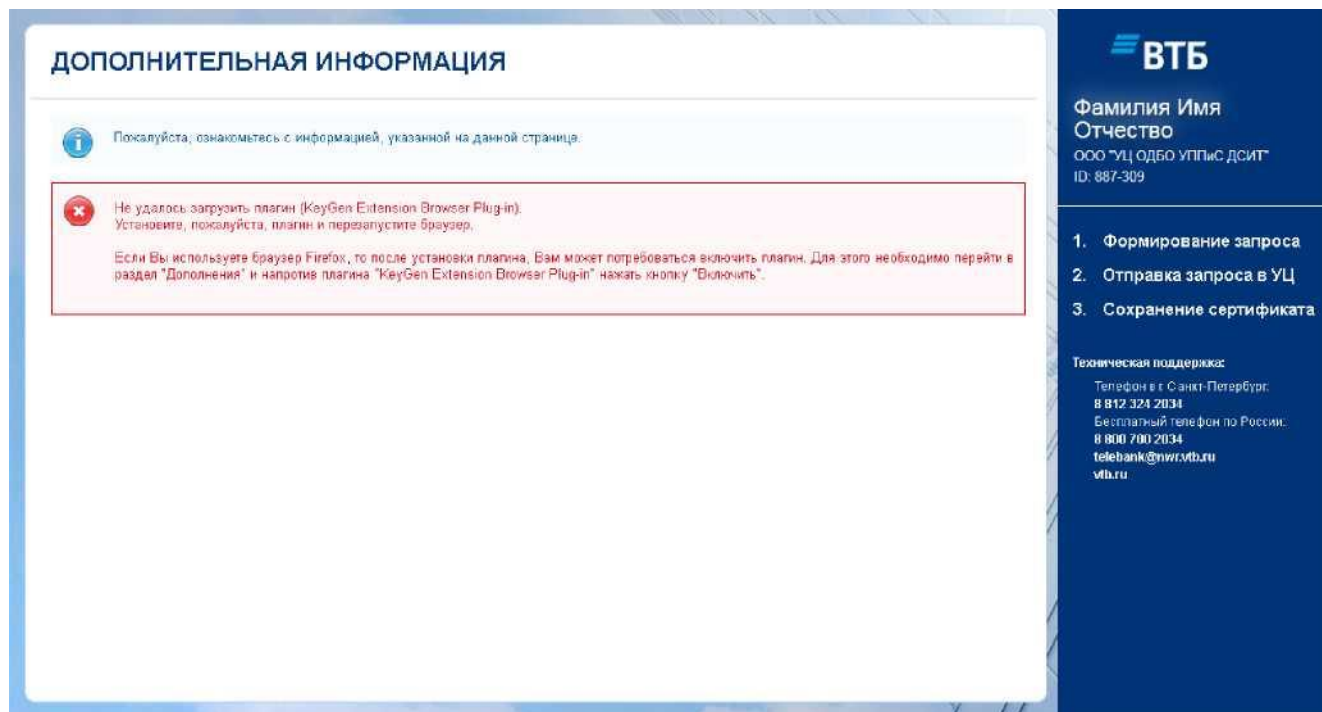 ДОПОЛНИТЕЛЬНАЯ ИНФОРМАЦИЯ
Пожалуйста, ознакомьтесь с информацией, указанной на данной странице.
Не удалось загрузить плагин (KeyGen Extension Browser Plug-in).
Установите, пожалуйста, плагин и перезапустите браузер.
Если Вы используете браузер Firefox, то после установки плагина, Вам может потребоваться включить плагин. Для этого необходимо перейти в
раздел "Дополнения" и напротив плагина "KeyGen Extension Browser Plug-in" нажать кнопку "Включить".
ВТБ
Фамилия Имя
Отчество
ООО "УЦ ОДБО УППиС ДСИТ"
ID: 887-309
1. Формирование запроса
2. Отправка запроса в УЦ
3. Сохранение сертификата
Техническая поддержка:
Телефон в г. Санкт-Петербург:
8 812 324 2034
Бесплатный телефон по России:
8 800 700 2034
telebank@nwr.vtb.ru
vtb.ru